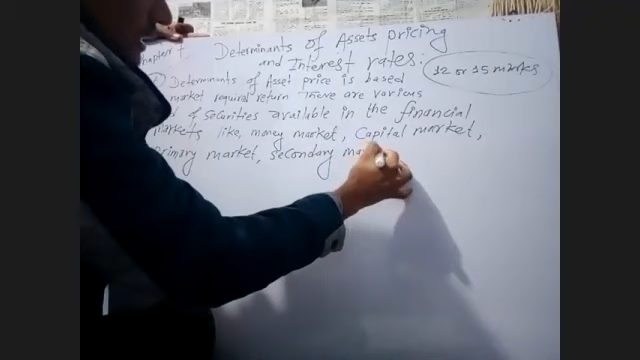 Chapter
Determinants of Assets pricing
and Interest rates.
12 or 15 marks
Determinants of Asset price is based
market required return There are various
of securities available in the financial
markets like, money market, Capital market,
Primary market, secondary ma